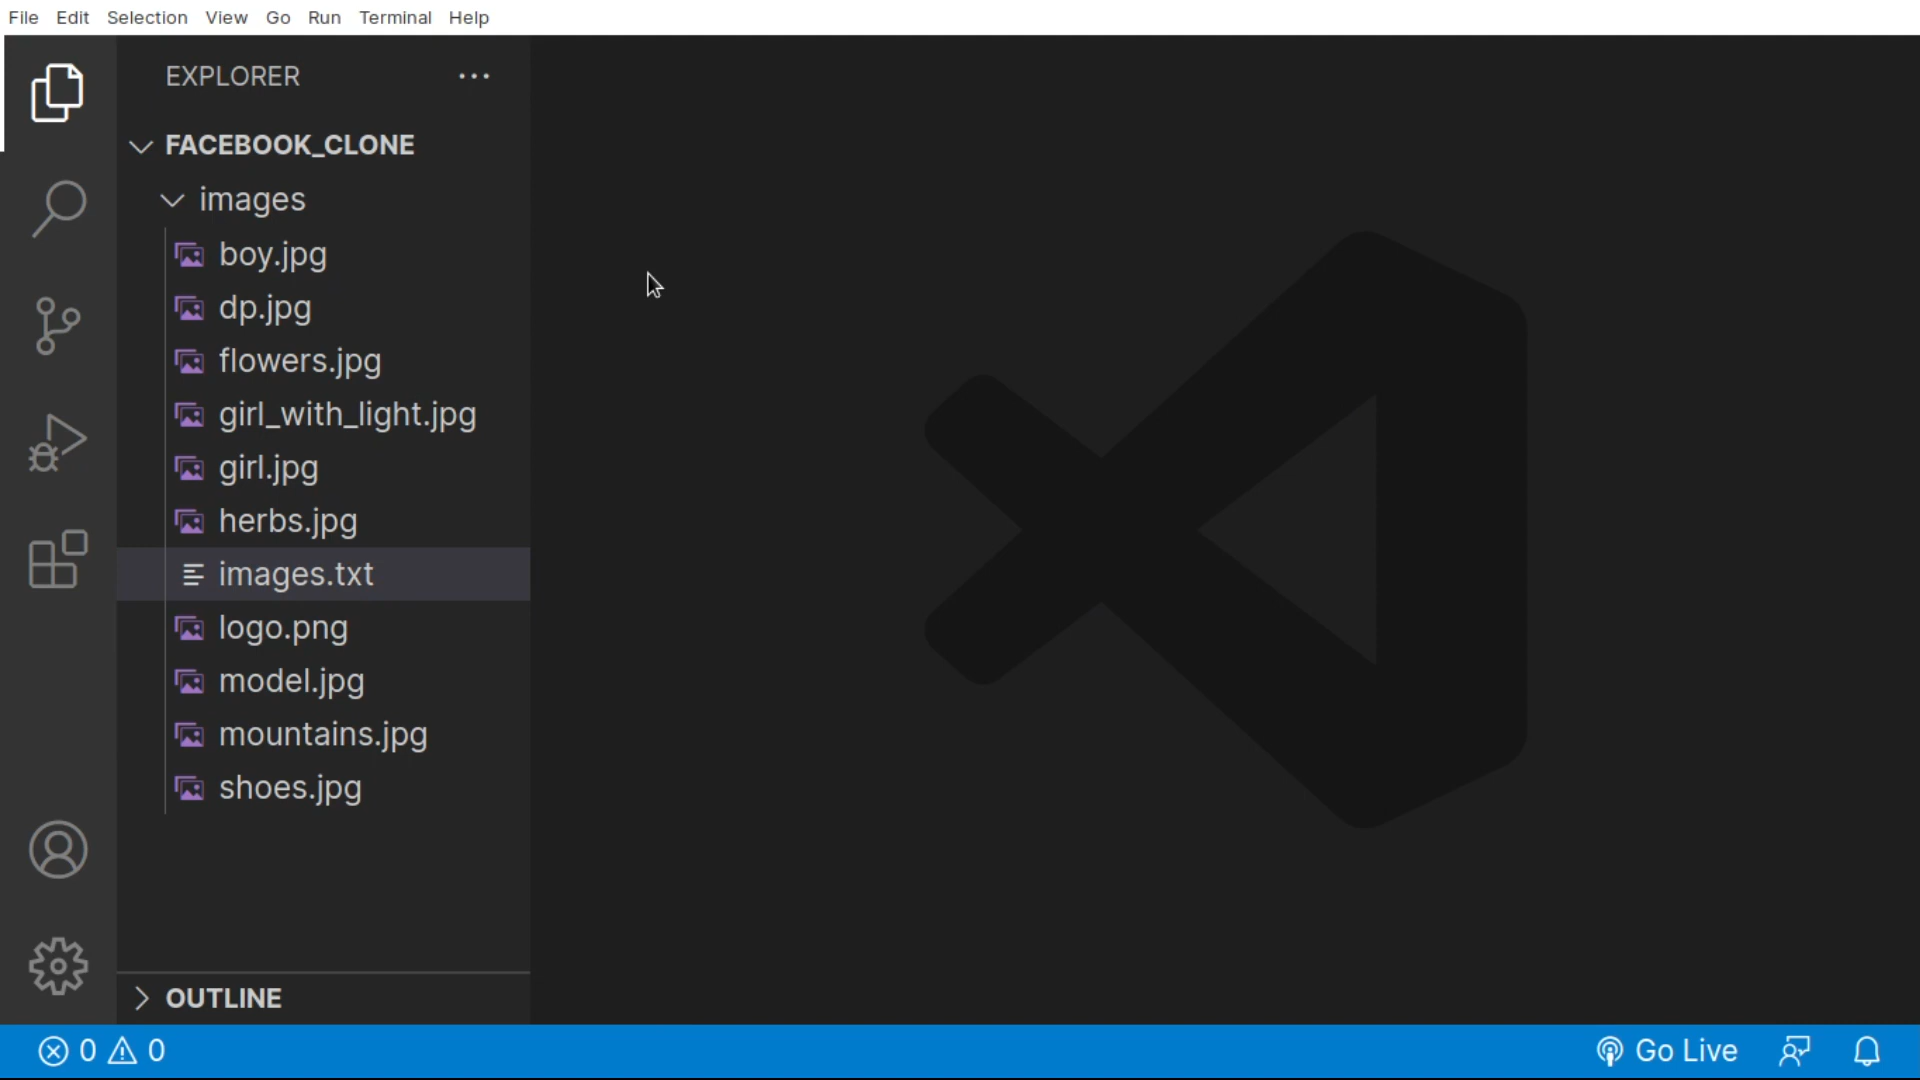 File Edit Selection View Go Run Terminal Help
EXPLORER ...
FACEBOOK_CLONE
images
boy.jpg
dp.jpg
flowers.jpg
girl_with_light.jpg
girl.jpg
herbs.jpg
images.txt
logo.png
model.jpg
mountains.jpg
shoes.jpg
OUTLINE
0 0 Go Live